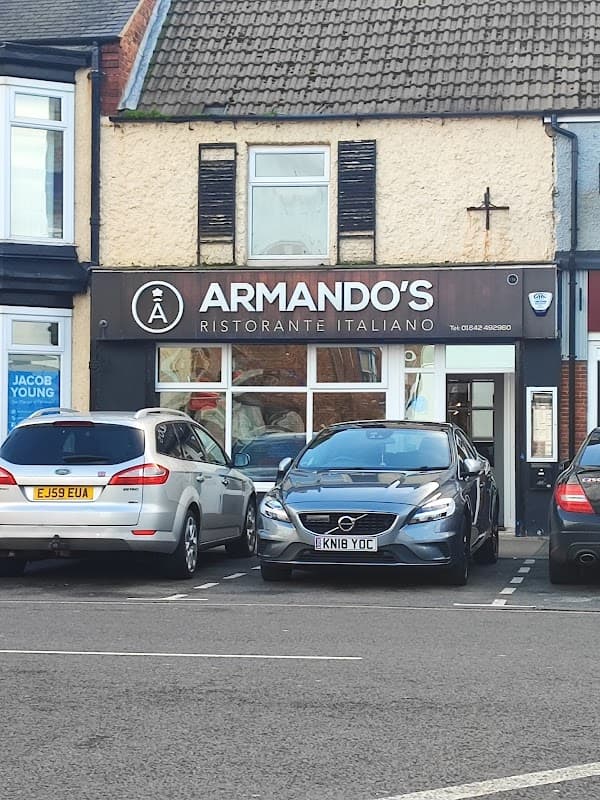 A
ARMANDO'S
RISTORANTE ITALIANO
Tel: 01642 492980
JACOB
YOUNG
EJ59 EUA
KN18 YOC